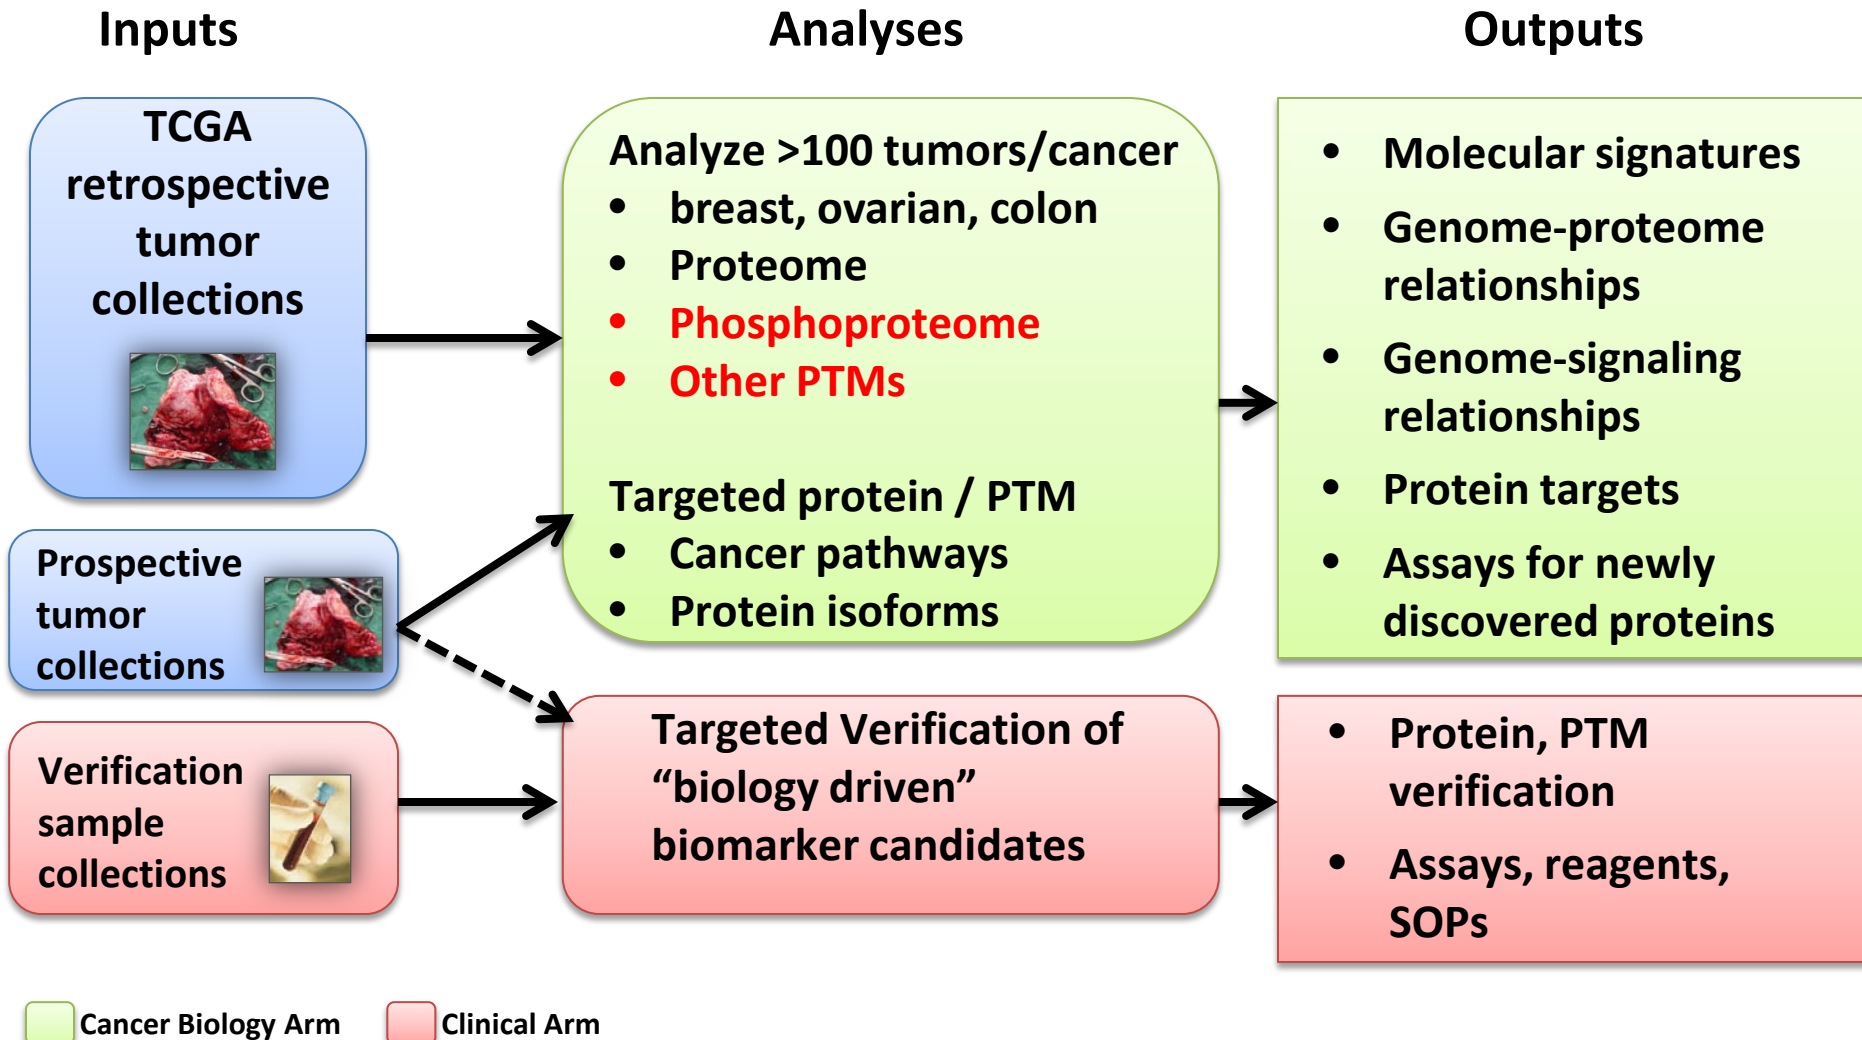 Inputs
Analyses
Outputs
TCGA
retrospective
tumor
collections
Prospective
tumor
collections
Verification
sample
collections
Analyze >100 tumors/cancer
• breast, ovarian, colon
• Proteome
• Phosphoproteome
• Other PTMs
Targeted protein / PTM
• Cancer pathways
• Protein isoforms
Targeted Verification of
“biology driven”
biomarker candidates
• Molecular signatures
• Genome-proteome
relationships
• Genome-signaling
relationships
• Protein targets
• Assays for newly
discovered proteins
• Protein, PTM
verification
• Assays, reagents,
SOPs
Cancer Biology Arm
Clinical Arm